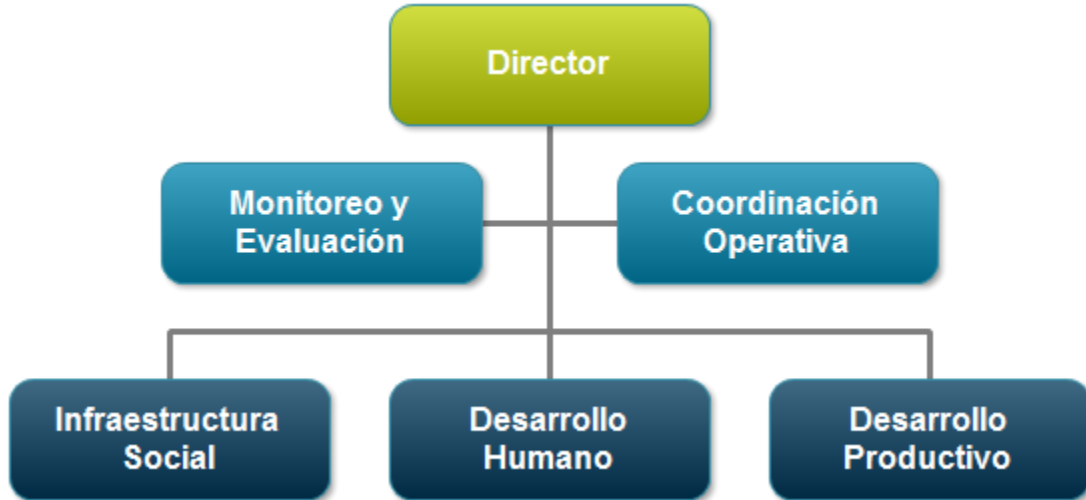 Director
Monitoreo y
Evaluación
Coordinación
Operativa
Infraestructura
Social
Desarrollo
Humano
Desarrollo
Productivo